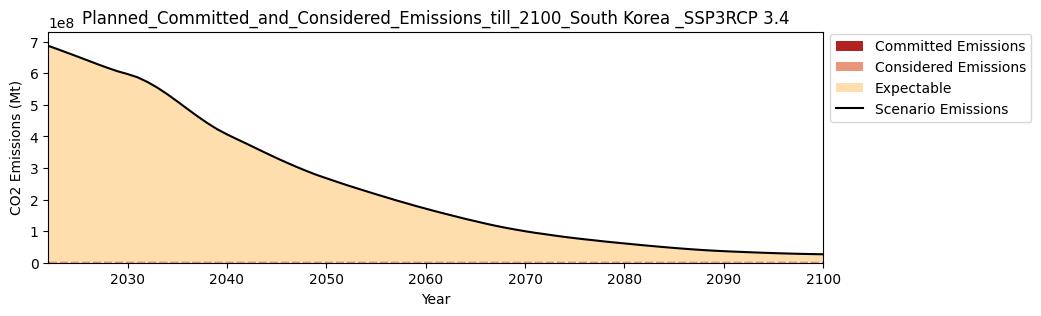 Planned_Committed_and_Considered_Emissions_till_2100_South Korea _SSP3RCP 3.4
1e8
7
6
5
4
3
2
1
0
CO2 Emissions (Mt)
2030 2040 2050 2060 2070 2080 2090 2100
Year
Committed Emissions
Considered Emissions
Expectable
Scenario Emissions